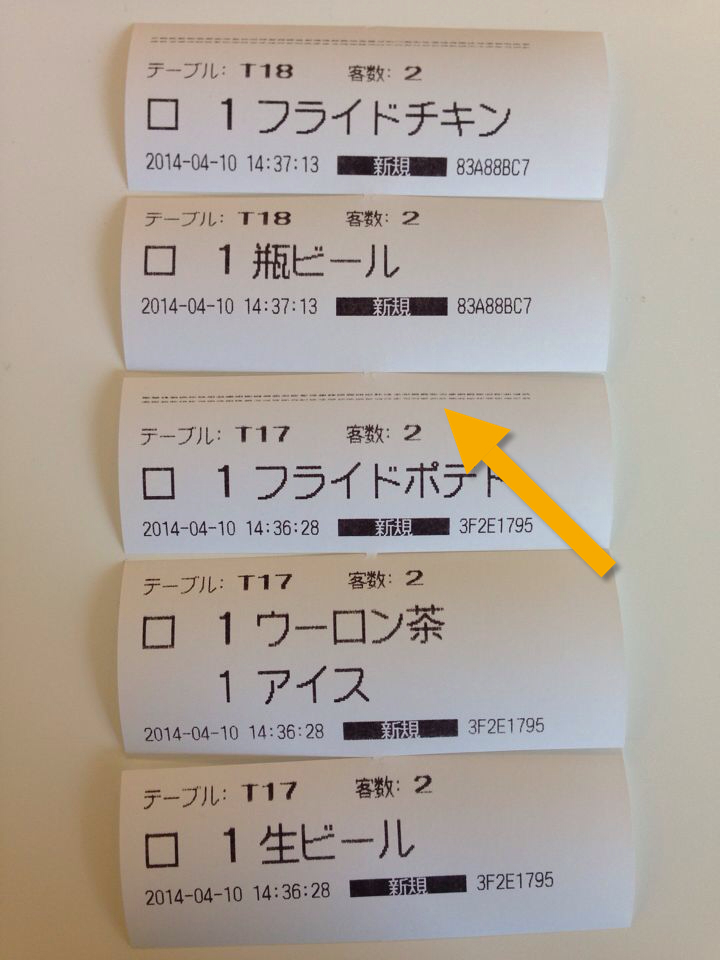 テーブル: T18 客数: 2
□ 1 フライドチキン
2014-04-10 14:37:13 新規 83A88BC7
テーブル: T18 客数: 2
□ 1 瓶ビール
2014-04-10 14:37:13 新規 83A88BC7
テーブル: T17 客数: 2
□ 1 フライドポテト
2014-04-10 14:36:28 新規 3F2E1795
テーブル: T17 客数: 2
□ 1 ウーロン茶
1 アイス
2014-04-10 14:36:28 新規 3F2E1795
テーブル: T17 客数: 2
□ 1 生ビール
2014-04-10 14:36:28 新規 3F2E1795